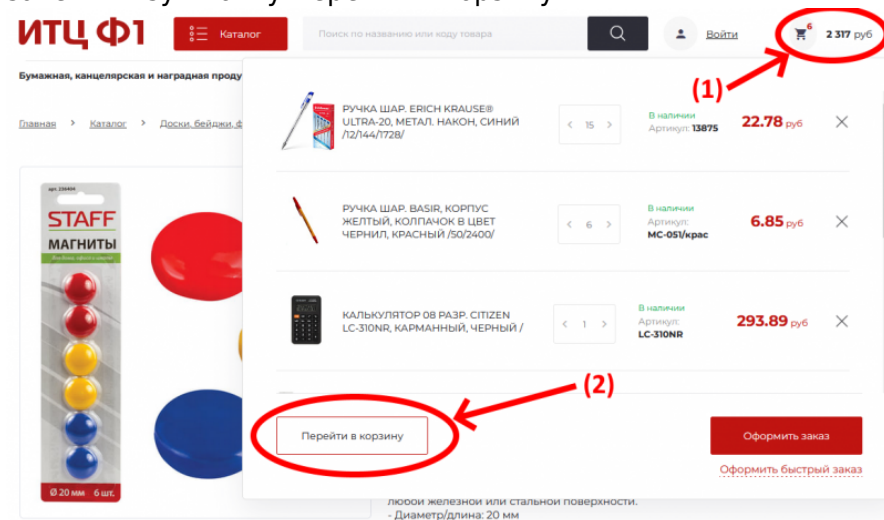 ИТЦ Ф1
Каталог
Поиск по названию или коду товара
Войти
6
2 317 руб
(1)
Бумажная, канцелярская и наградная проду
Главная > Каталог > Доски, бейджи, ф
РУЧКА ШАР. ERICH KRAUSE®
ULTRA-20, МЕТАЛ. НАКОН, СИНИЙ
/12/144/1728/
< 15 >
В наличии
Артикул: 13875
22.78 руб
РУЧКА ШАР. BASIR, КОРПУС
ЖЕЛТЫЙ, КОЛПАЧОК В ЦВЕТ
ЧЕРНИЛ, КРАСНЫЙ /50/2400/
< 6 >
В наличии
Артикул:
МС-051/крас
6.85 руб
КАЛЬКУЛЯТОР 08 РАЗР. CITIZEN
LC-310NR, КАРМАННЫЙ, ЧЕРНЫЙ /
< 1 >
В наличии
Артикул:
LC-310NR
293.89 руб
(2)
Перейти в корзину
Оформить заказ
Оформить быстрый заказ
арт. 236404
STAFF
МАГНИТЫ
Ø 20 мм 6 шт.
любой железной или стальной поверхности.
- Диаметр/длина: 20 мм